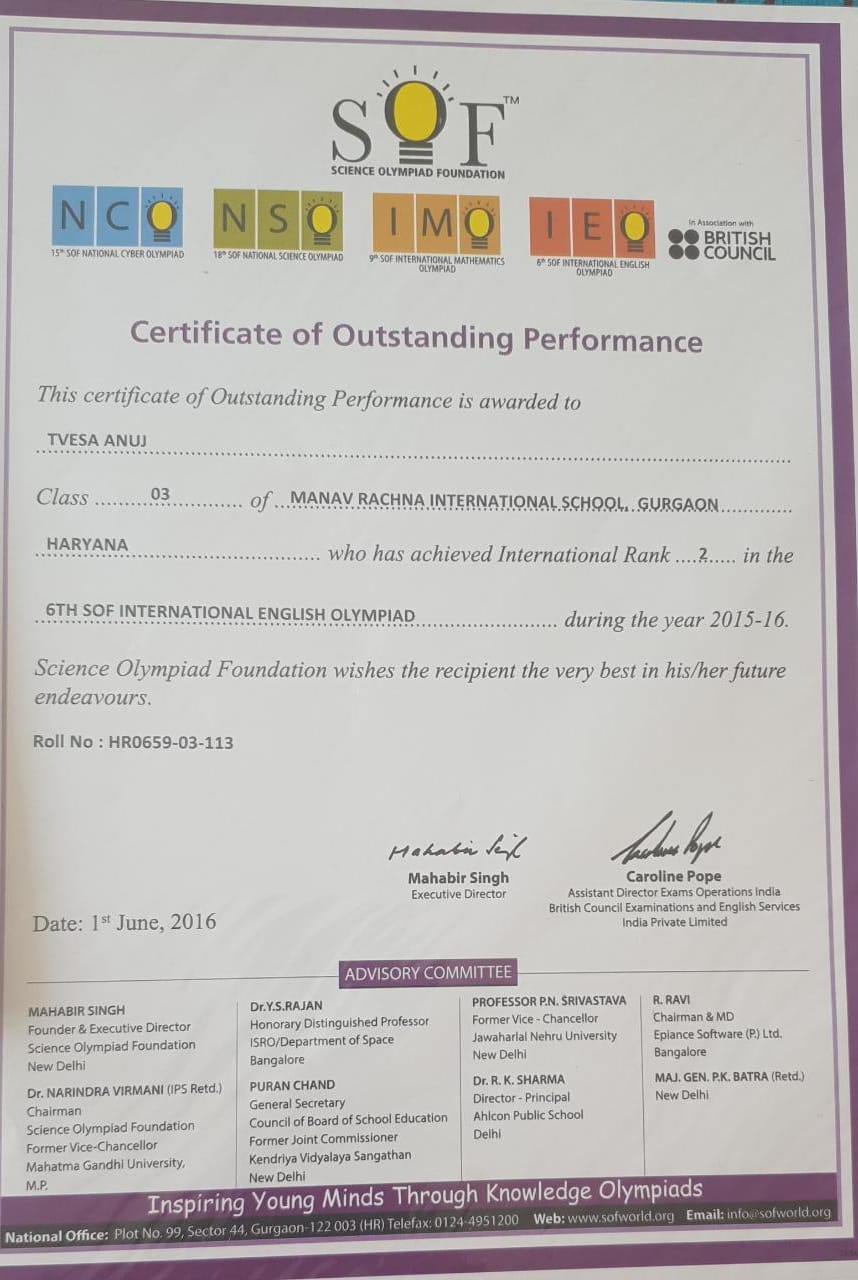 SOF TM
SCIENCE OLYMPIAD FOUNDATION
NCO
15th SOF NATIONAL CYBER OLYMPIAD
NSO
18th SOF NATIONAL SCIENCE OLYMPIAD
IMO
9th SOF INTERNATIONAL MATHEMATICS
OLYMPIAD
IEO
6th SOF INTERNATIONAL ENGLISH
OLYMPIAD
In Association with
BRITISH
COUNCIL
Certificate of Outstanding Performance
This certificate of Outstanding Performance is awarded to
TVESA ANUJ
Class 03 of MANAV RACHNA INTERNATIONAL SCHOOL, GURGAON
HARYANA who has achieved International Rank 2 in the
6TH SOF INTERNATIONAL ENGLISH OLYMPIAD during the year 2015-16.
Science Olympiad Foundation wishes the recipient the very best in his/her future
endeavours.
Roll No : HR0659-03-113
Mahabir Singh
Executive Director
Caroline Pope
Assistant Director Exams Operations India
British Council Examinations and English Services
India Private Limited
Date: 1st June, 2016
ADVISORY COMMITTEE
MAHABIR SINGH
Founder & Executive Director
Science Olympiad Foundation
New Delhi
Dr. NARINDRA VIRMANI (IPS Retd.)
Chairman
Science Olympiad Foundation
Former Vice-Chancellor
Mahatma Gandhi University,
M.P.
Dr.Y.S.RAJAN
Honorary Distinguished Professor
ISRO/Department of Space
Bangalore
PURAN CHAND
General Secretary
Council of Board of School Education
Former Joint Commissioner
Kendriya Vidyalaya Sangathan
New Delhi
PROFESSOR P.N. SRIVASTAVA
Former Vice - Chancellor
Jawaharlal Nehru University
New Delhi
Dr. R. K. SHARMA
Director - Principal
Ahlcon Public School
Delhi
R. RAVI
Chairman & MD
Epiance Software (P.) Ltd.
Bangalore
MAJ. GEN. P.K. BATRA (Retd.)
New Delhi
Inspiring Young Minds Through Knowledge Olympiads
National Office: Plot No. 99, Sector 44, Gurgaon-122 003 (HR) Telefax: 0124-4951200 Web: www.sofworld.org Email: info@sofworld.org